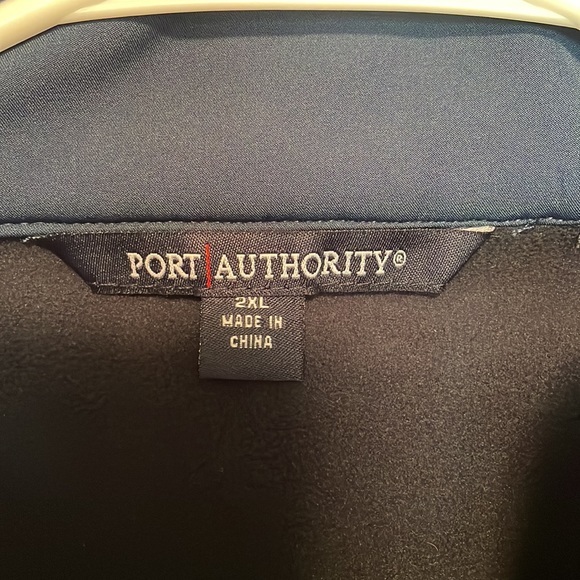 PORT | AUTHORITY®
2XL
MADE IN
CHINA